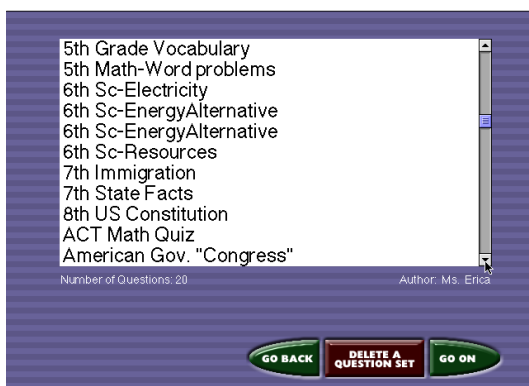 5th Grade Vocabulary
5th Math-Word problems
6th Sc-Electricity
6th Sc-EnergyAlternative
6th Sc-EnergyAlternative
6th Sc-Resources
7th Immigration
7th State Facts
8th US Constitution
ACT Math Quiz
American Gov. "Congress"
Number of Questions: 20 Author: Ms. Erica
GO BACK
DELETE A
QUESTION SET
GO ON